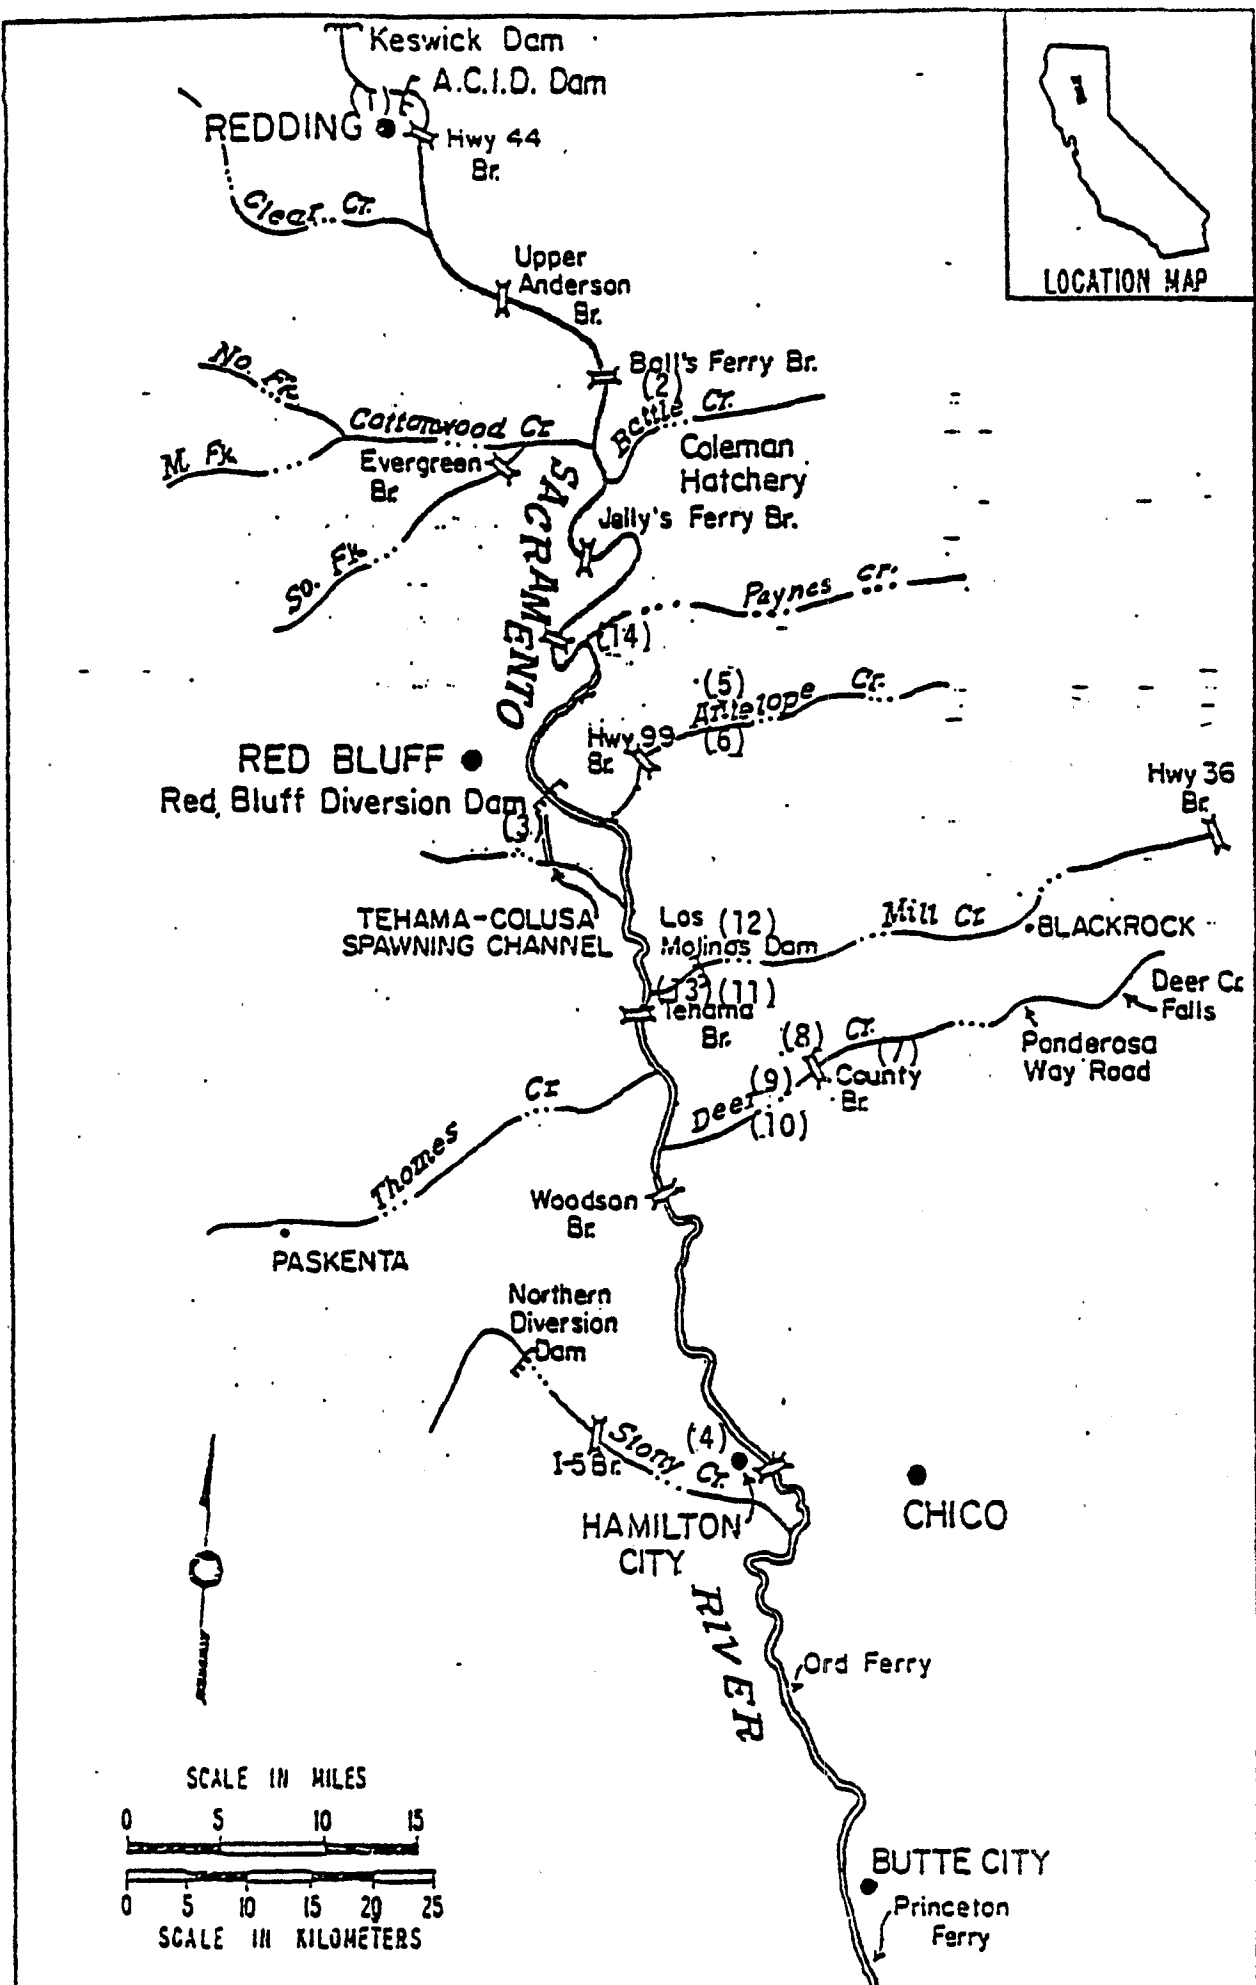 Keswick Dam
A.C.I.D. Dam
(1)
REDDING
Hwy 44
Br.
Clear Cr.
Upper
Anderson
Br.
LOCATION MAP
Ball's Ferry Br.
(2)
Battle Cr.
No. Fk.
Cottonwood Cr
M. Fk.
Evergreen
Br.
Coleman
Hatchery
SACRAMENTO
Jelly's Ferry Br.
So. Fk.
Paynes Cr.
(14)
(5)
Antelope Cr.
(6)
Hwy 99
Br.
RED BLUFF
Red Bluff Diversion Dam
(3)
Hwy 36
Br.
TEHAMA-COLUSA
SPAWNING CHANNEL
Los (12)
Molinos Dam
Mill Cr
BLACKROCK
(13) (11)
Tehama
Br.
Deer Cr.
Falls
Ponderosa
Way Road
(8) Cr.
(7)
County
Br.
(9)
Deer
(10)
Thomes Cr
Woodson
Br.
PASKENTA
Northern
Diversion
Dam
(4)
Stony Cr.
I-5 Br.
HAMILTON
CITY
CHICO
RIVER
Ord Ferry
SCALE IN MILES
0 5 10 15
0 5 10 15 20 25
SCALE IN KILOMETERS
BUTTE CITY
Princeton
Ferry